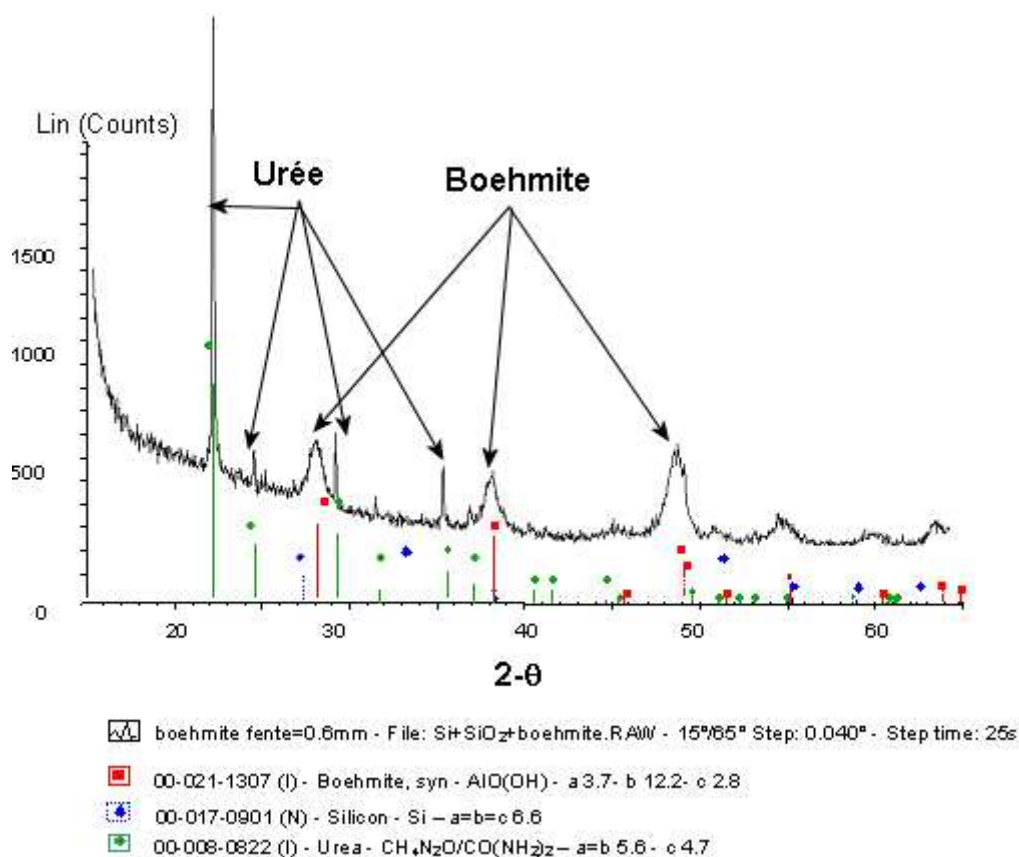 Lin (Counts)
Urée
Boehmite
1500
1000
500
0
20
30
40
50
60
2-θ
boehmite fente=0.6mm - File: Si+SiO₂+boehmite.RAW - 15°/65° Step: 0.040° - Step time: 25s
00-021-1307 (I) - Boehmite, syn - AlO(OH) - a 3.7- b 12.2- c 2.8
00-017-0901 (N) - Silicon - Si – a=b=c 6.6
00-008-0822 (I) - Urea - CH₄N₂O/CO(NH₂)₂ – a=b 5.6 - c 4.7